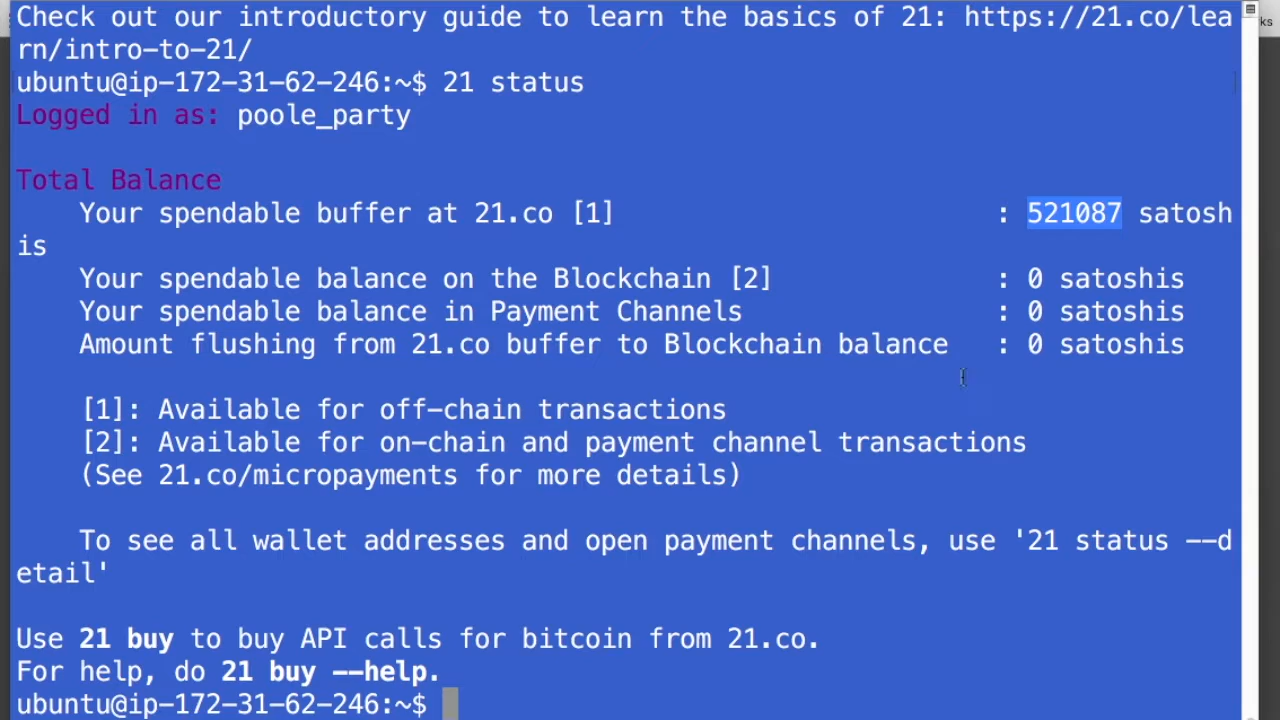 Check out our introductory guide to learn the basics of 21: https://21.co/lea
rn/intro-to-21/
ubuntu@ip-172-31-62-246:~$ 21 status
Logged in as: poole_party
Total Balance
Your spendable buffer at 21.co [1] : 521087 satosh
is
Your spendable balance on the Blockchain [2] : 0 satoshis
Your spendable balance in Payment Channels : 0 satoshis
Amount flushing from 21.co buffer to Blockchain balance : 0 satoshis
[1]: Available for off-chain transactions
[2]: Available for on-chain and payment channel transactions
(See 21.co/micropayments for more details)
To see all wallet addresses and open payment channels, use '21 status --d
etail'
Use 21 buy to buy API calls for bitcoin from 21.co.
For help, do 21 buy --help.
ubuntu@ip-172-31-62-246:~$